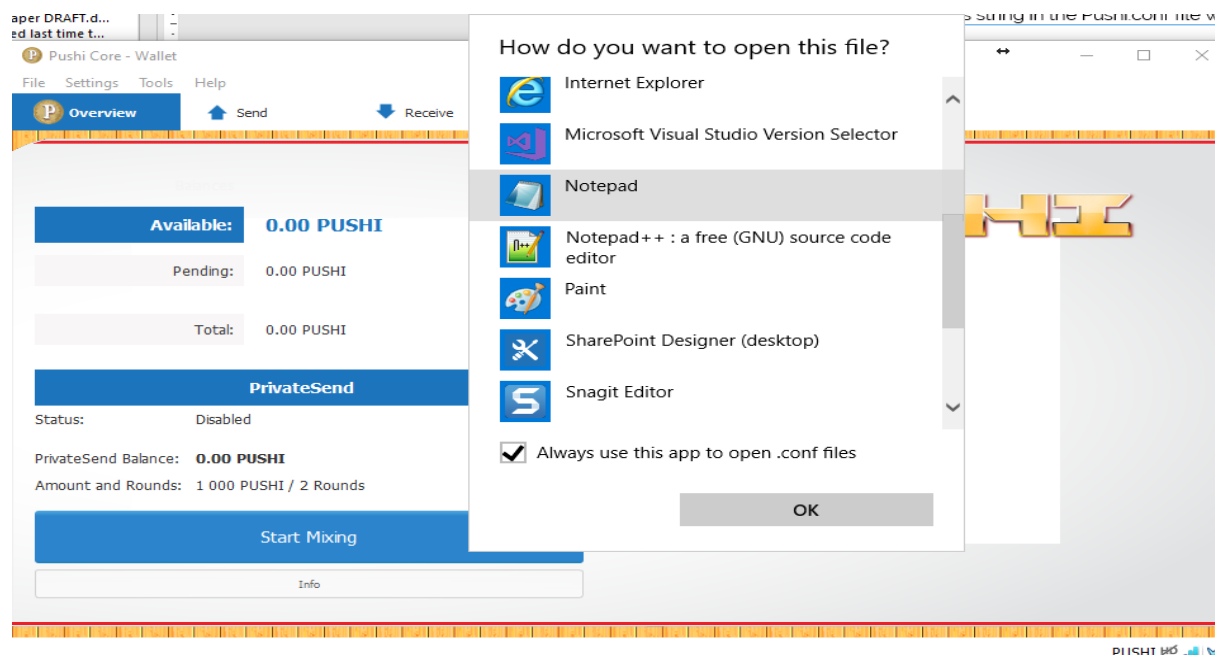 aper DRAFT.d...
ed last time t...
s string in the Pushi.conf file w
Pushi Core - Wallet
File Settings Tools Help
Overview Send Receive
Available: 0.00 PUSHI
Pending: 0.00 PUSHI
Total: 0.00 PUSHI
PrivateSend
Status: Disabled
PrivateSend Balance: 0.00 PUSHI
Amount and Rounds: 1 000 PUSHI / 2 Rounds
Start Mixing
Info
How do you want to open this file?
Internet Explorer
Microsoft Visual Studio Version Selector
Notepad
Notepad++ : a free (GNU) source code
editor
Paint
SharePoint Designer (desktop)
Snagit Editor
Always use this app to open .conf files
OK
HI
PUSHI HD